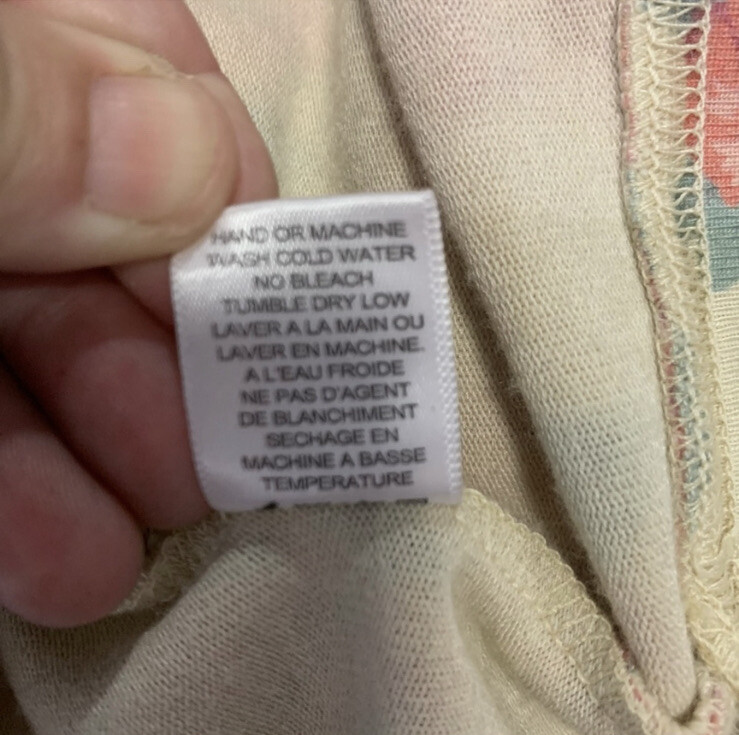 HAND OR MACHINE
WASH COLD WATER
NO BLEACH
TUMBLE DRY LOW
LAVER A LA MAIN OU
LAVER EN MACHINE.
A L'EAU FROIDE
NE PAS D'AGENT
DE BLANCHIMENT
SECHAGE EN
MACHINE A BASSE
TEMPERATURE